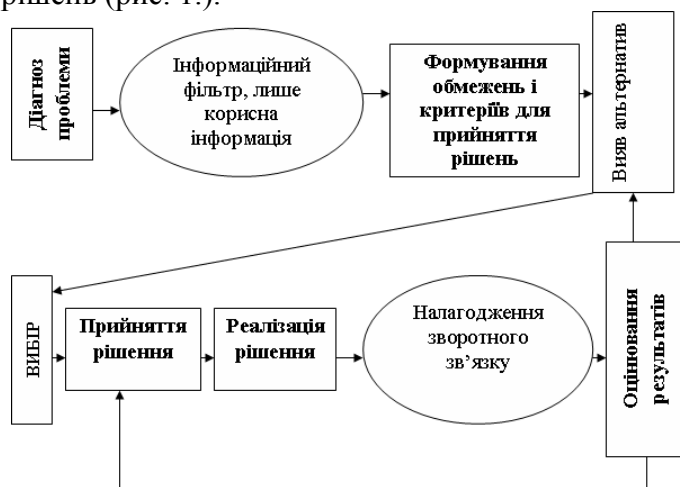 рішень (рис. 1.).
Діагноз
проблеми
Інформаційний
фільтр, лише
корисна
інформація
Формування
обмежень і
критеріїв для
прийняття
рішень
Вияв альтернатив
ВИБІР
Прийняття
рішення
Реалізація
рішення
Налагодження
зворотного
зв’язку
Оцінювання
результатів